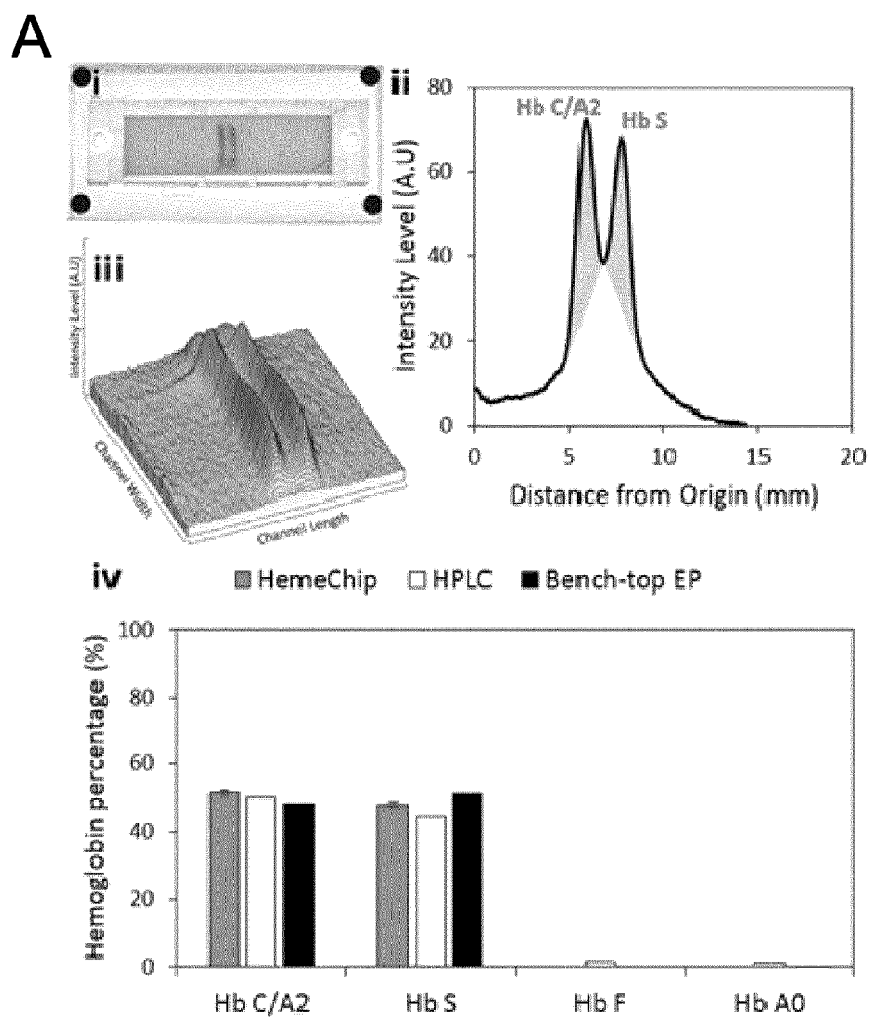 A
i
ii
80
60
40
20
0
Intensity Level (A.U)
Hb C/A2
Hb S
0 5 10 15 20
Distance from Origin (mm)
iii
Intensity Level (A.U)
Channel Width
Channel Length
iv
HemeChip HPLC Bench-top EP
Hemoglobin percentage (%)
100
80
60
40
20
0
Hb C/A2 Hb S Hb F Hb A0